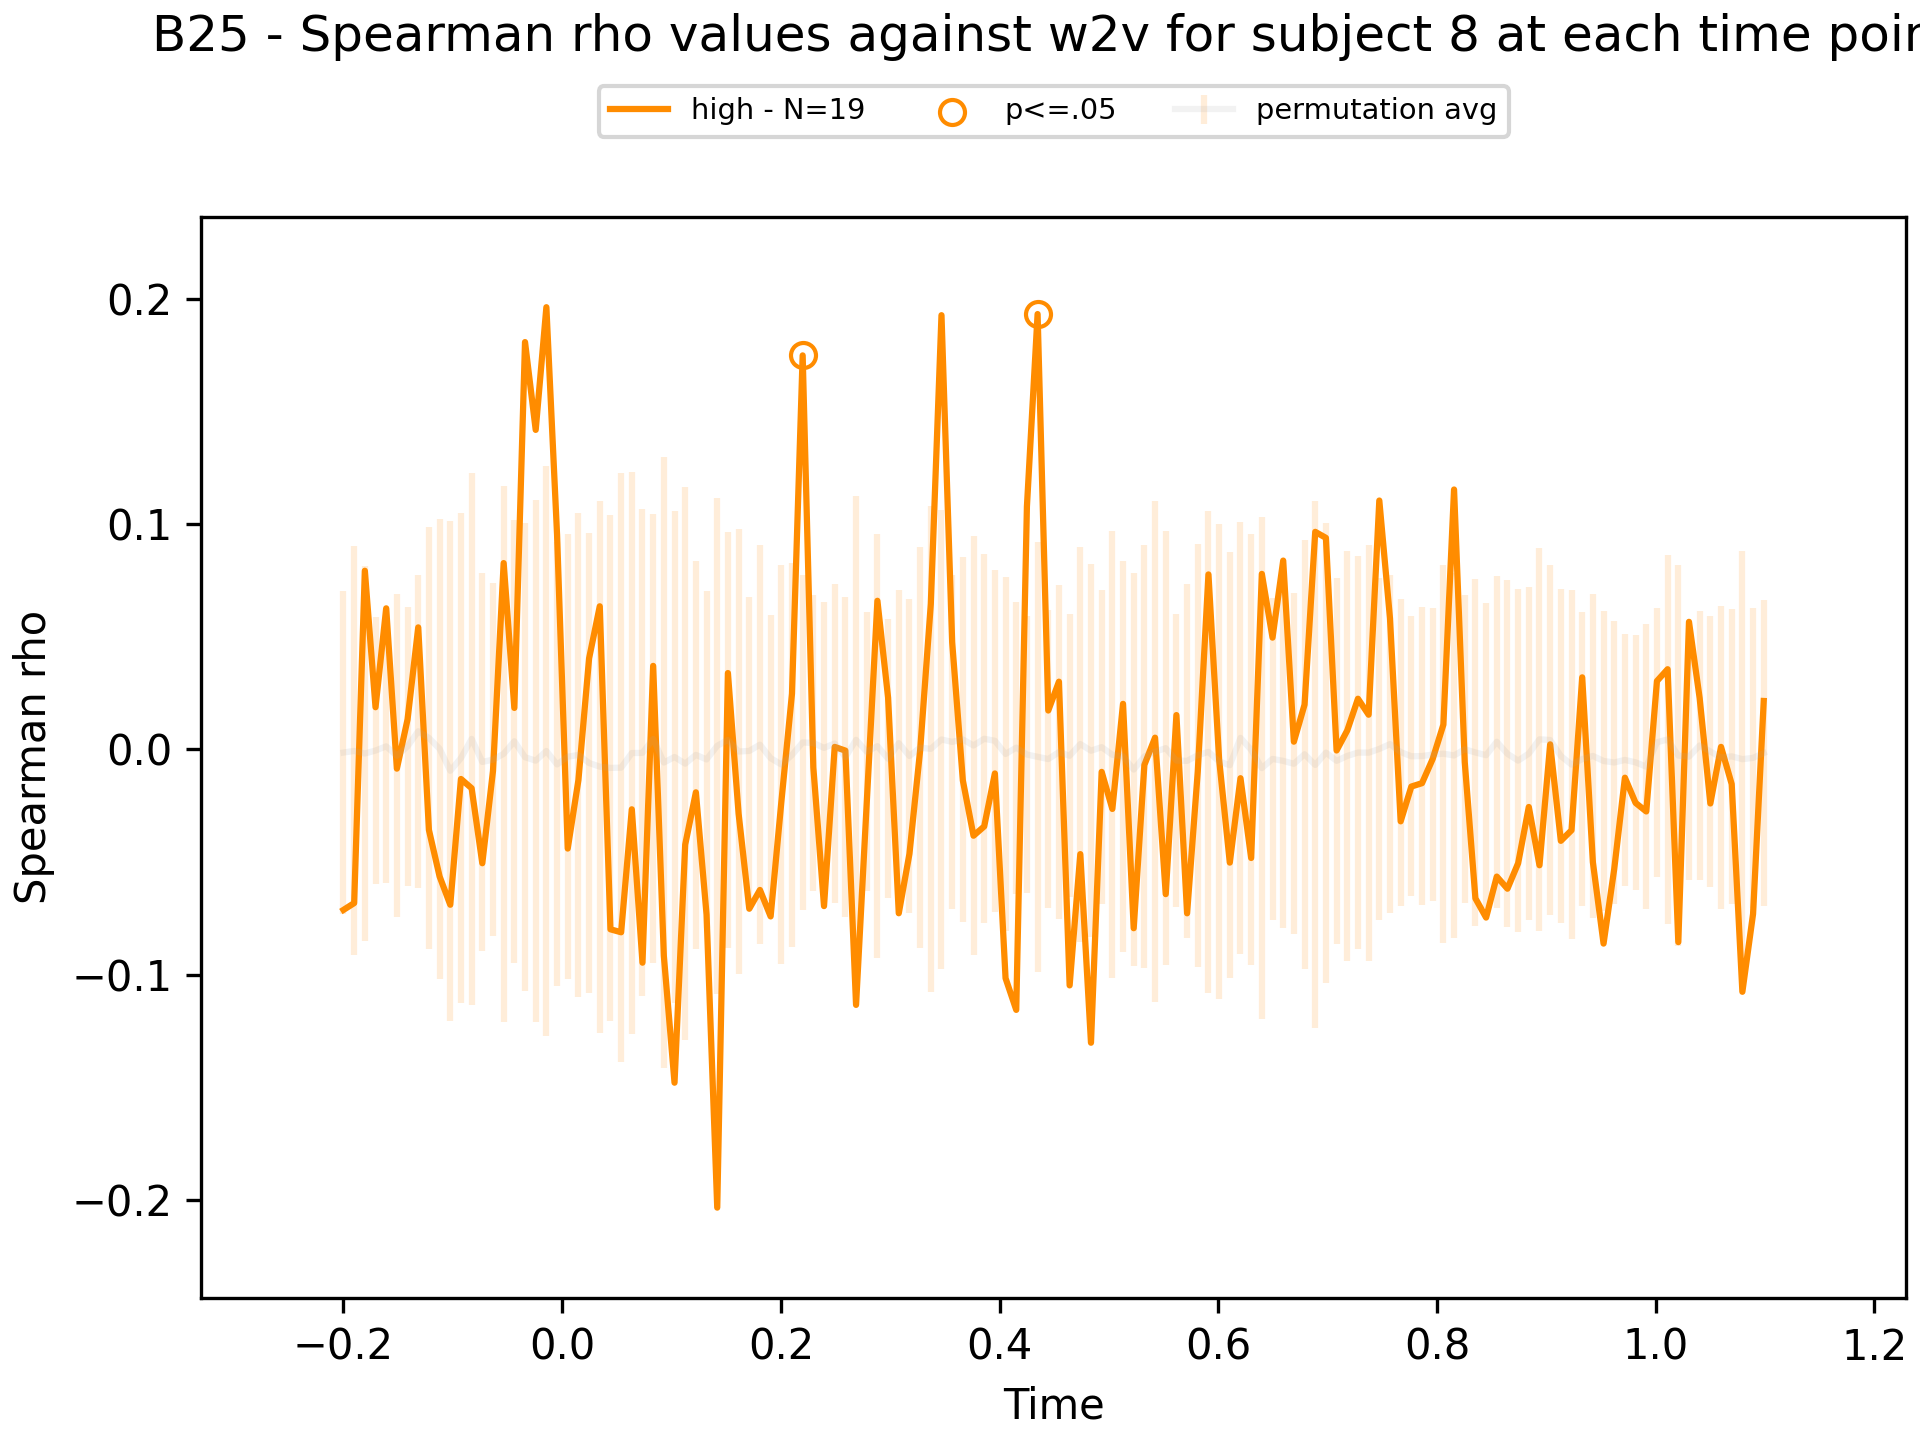 B25 - Spearman rho values against w2v for subject 8 at each time poin
high - N=19 p<=.05 permutation avg
Spearman rho
0.2
0.1
0.0
−0.1
−0.2
−0.2 0.0 0.2 0.4 0.6 0.8 1.0 1.2
Time